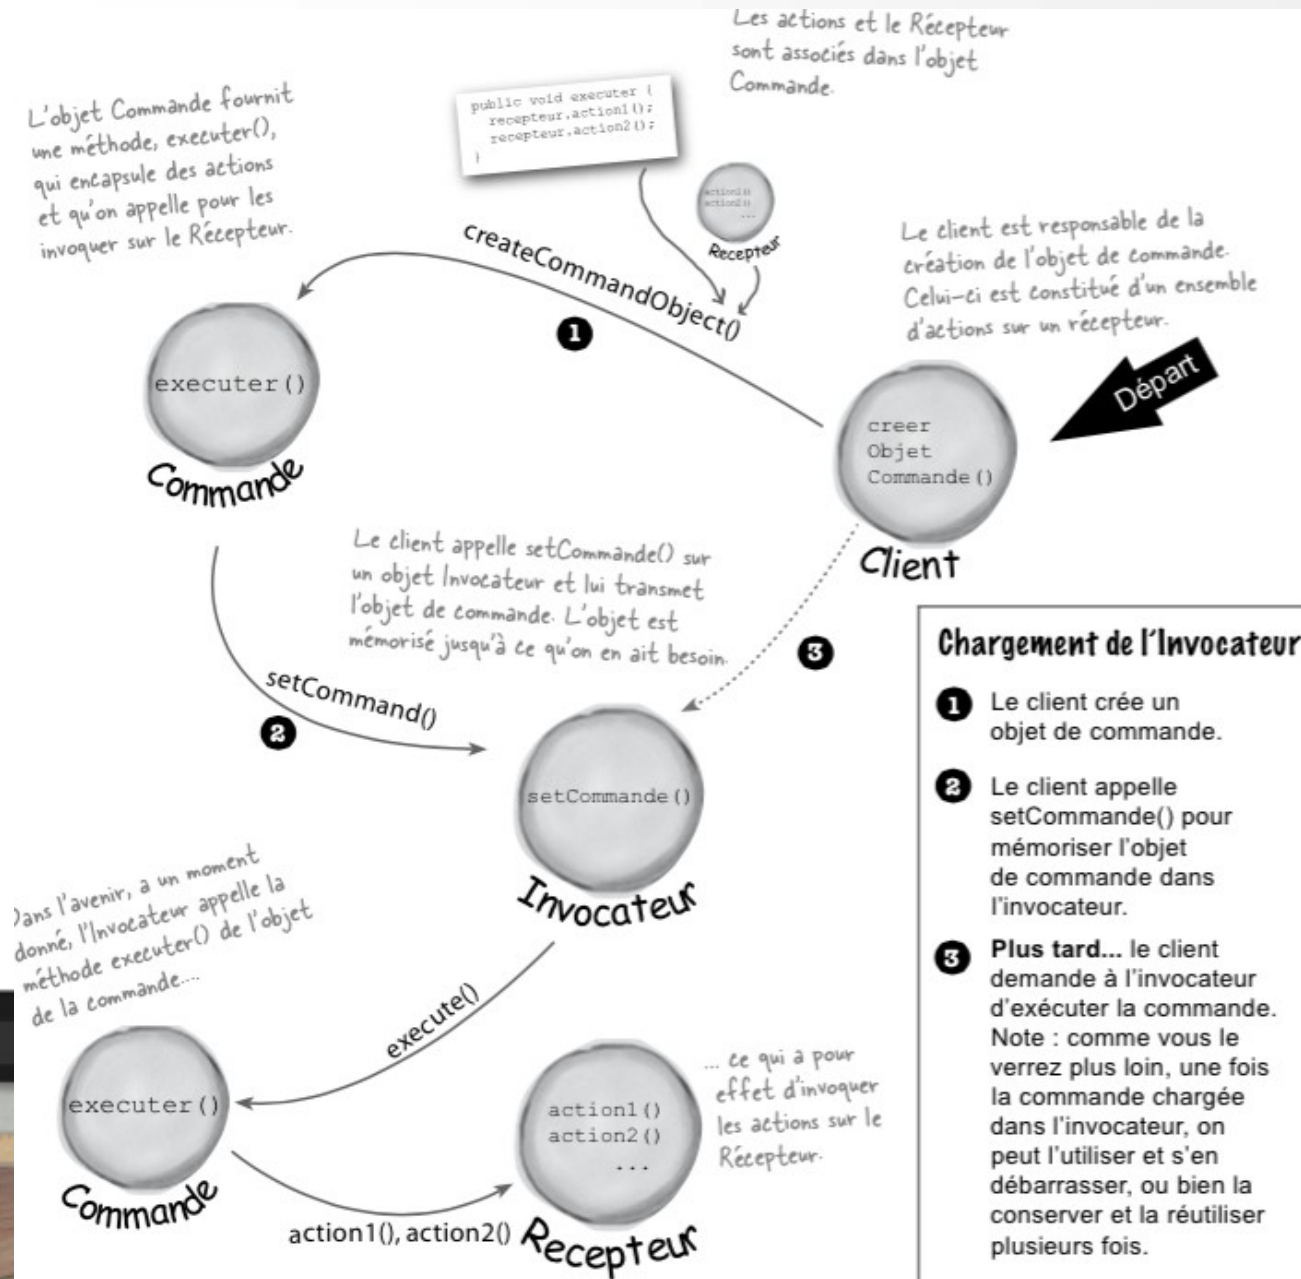 Les actions et le Récepteur
sont associés dans l'objet
Commande.
L'objet Commande fournit
une méthode, executer(),
qui encapsule des actions
et qu'on appelle pour les
invoquer sur le Récepteur.
public void executer {
recepteur.action1();
recepteur.action2();
}
action1()
action2()
...
Recepteur
Le client est responsable de la
création de l'objet de commande.
Celui-ci est constitué d'un ensemble
d'actions sur un récepteur.
createCommandObject()
1
Départ
executer()
Commande
creer
Objet
Commande()
Client
Le client appelle setCommande() sur
un objet Invocateur et lui transmet
l'objet de commande. L'objet est
mémorisé jusqu'à ce qu'on en ait besoin.
3
setCommand()
2
setCommande()
Invocateur
Dans l'avenir, a un moment
donné, l'Invocateur appelle la
méthode executer() de l'objet
de la commande....
execute()
executer()
Commande
action1(), action2()
action1()
action2()
...
Recepteur
... ce qui a pour
effet d'invoquer
les actions sur le
Récepteur.
Chargement de l'Invocateur
1 Le client crée un
objet de commande.
2 Le client appelle
setCommande() pour
mémoriser l'objet
de commande dans
l'invocateur.
3 Plus tard... le client
demande à l'invocateur
d'exécuter la commande.
Note : comme vous le
verrez plus loin, une fois
la commande chargée
dans l'invocateur, on
peut l'utiliser et s'en
débarrasser, ou bien la
conserver et la réutiliser
plusieurs fois.